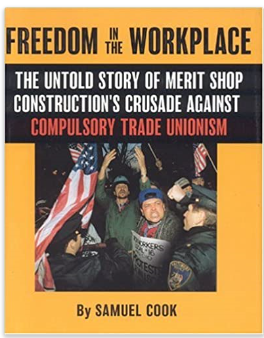 FREEDOM IN THE WORKPLACE
THE UNTOLD STORY OF MERIT SHOP
CONSTRUCTION'S CRUSADE AGAINST
COMPULSORY TRADE UNIONISM
By SAMUEL COOK